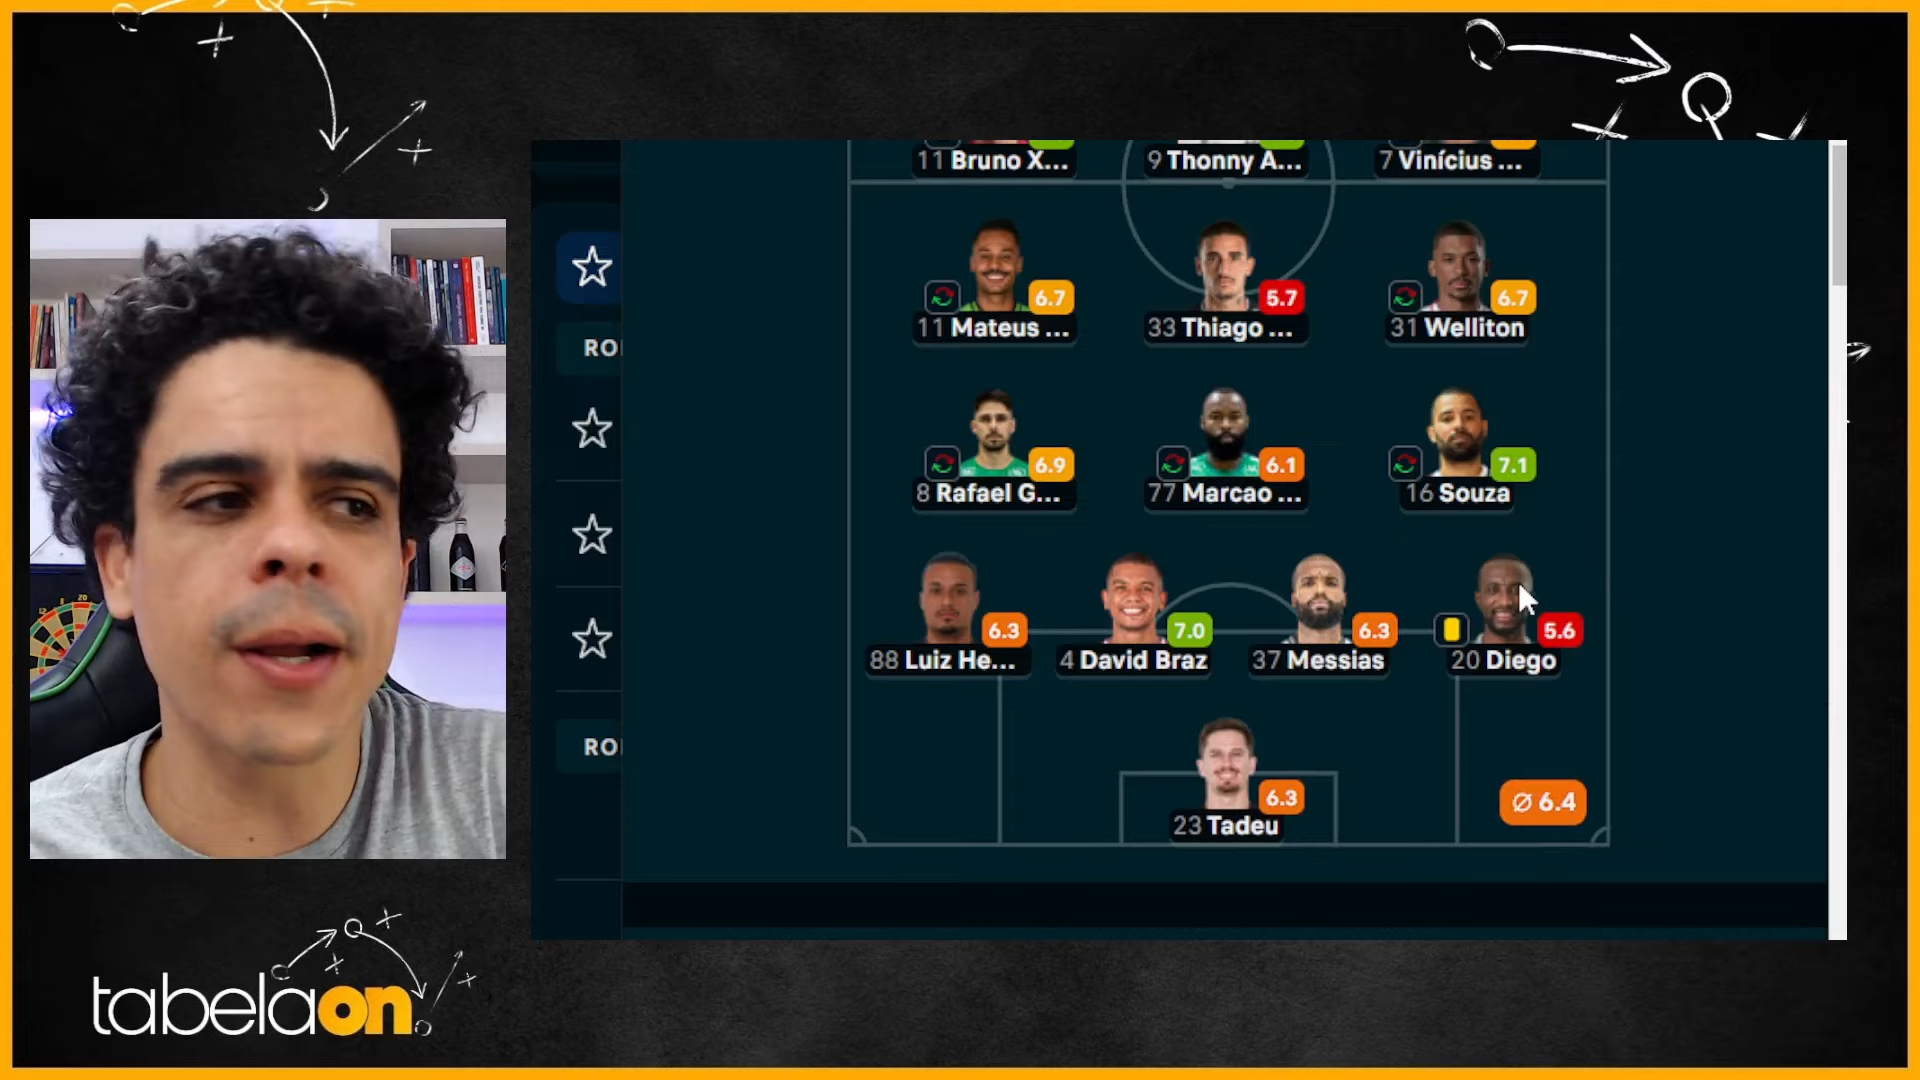 11 Bruno X...
9 Thonny A...
7 Vinícius ...
6.7
5.7
6.7
11 Mateus ...
33 Thiago ...
31 Welliton
RO
6.9
6.1
7.1
8 Rafael G...
77 Marcao ...
16 Souza
6.3
7.0
6.3
5.6
88 Luiz He...
4 David Braz
37 Messias
20 Diego
RO
6.3
23 Tadeu
Ø 6.4
tabelaon